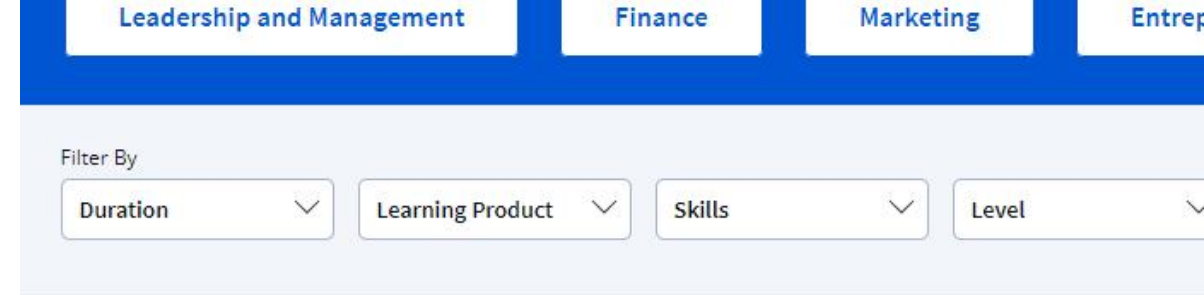 Leadership and Management Finance Marketing Entrep
Filter By
Duration Learning Product Skills Level